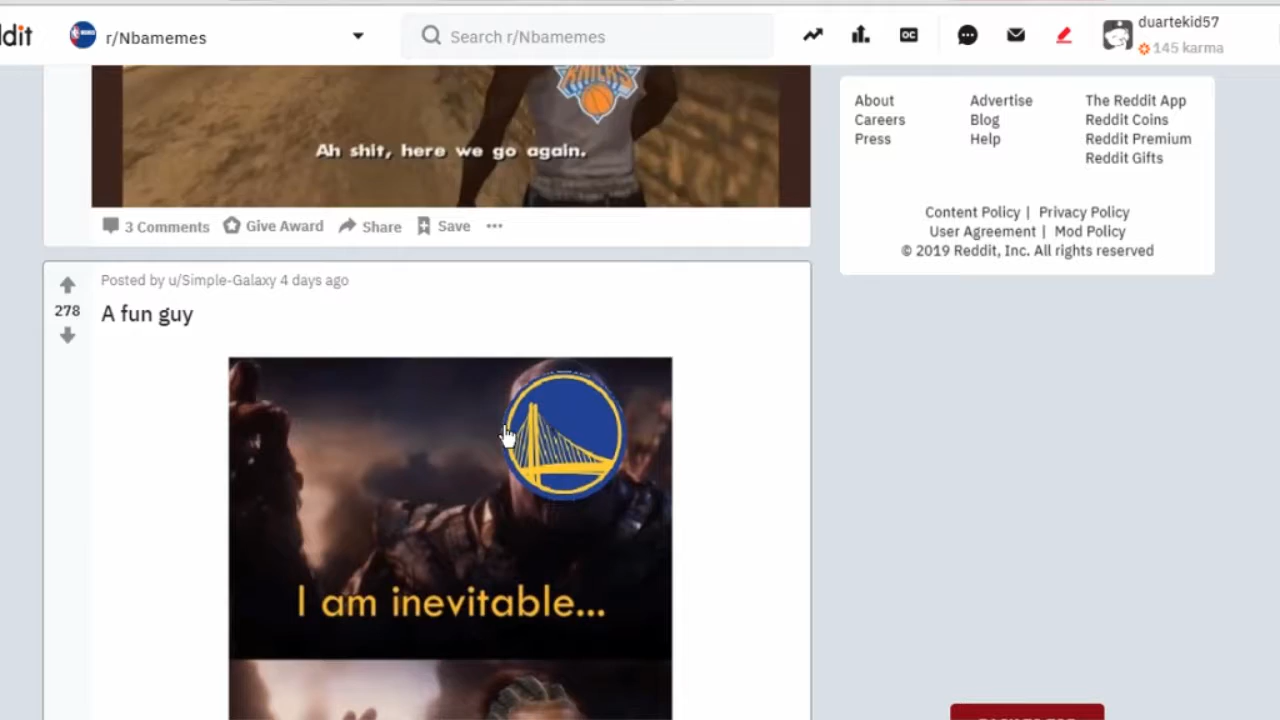 dit
r/Nbamemes
Search r/Nbamemes
OC
duartekid57
145 karma
KNICKS
Ah shit, here we go again.
3 Comments Give Award Share Save
About Advertise The Reddit App
Careers Blog Reddit Coins
Press Help Reddit Premium
Reddit Gifts
Content Policy | Privacy Policy
User Agreement | Mod Policy
© 2019 Reddit, Inc. All rights reserved
Posted by u/Simple-Galaxy 4 days ago
278
A fun guy
I am inevitable...